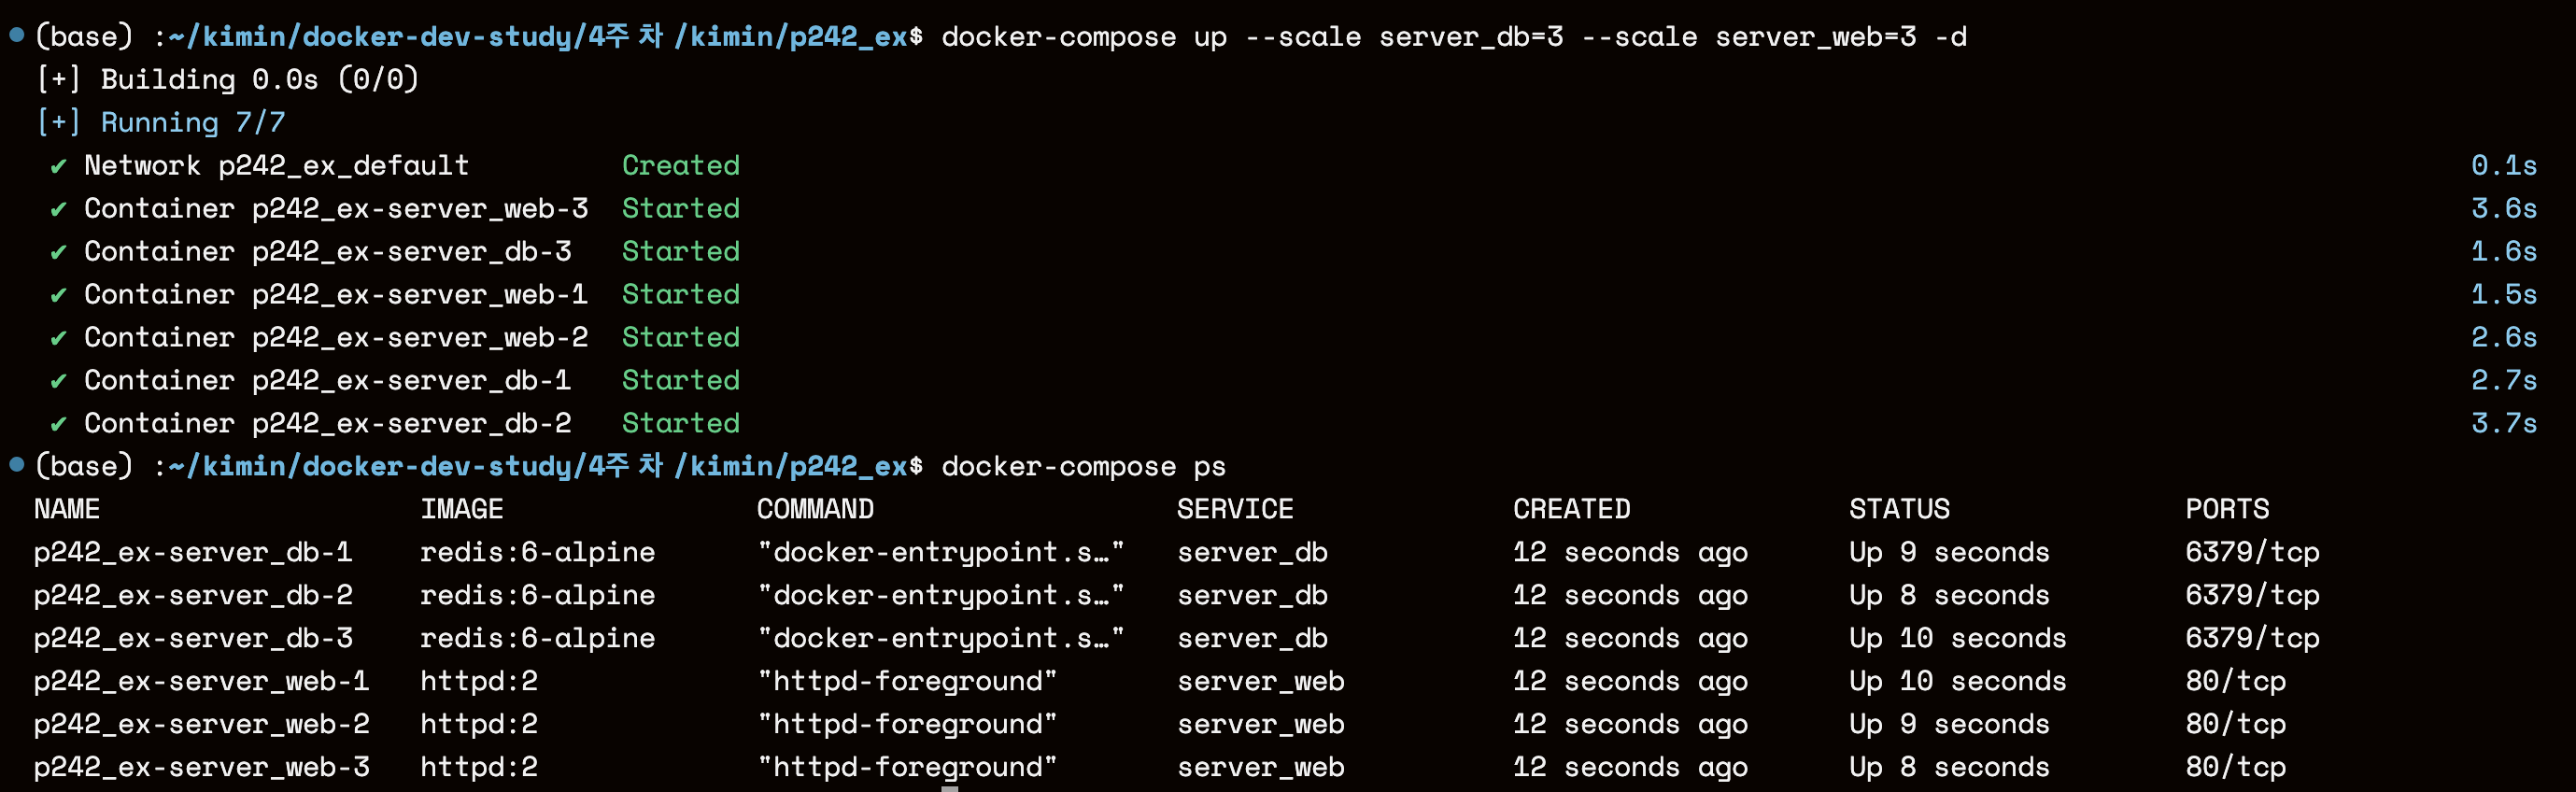 (base) :~/kimin/docker-dev-study/4주 차 /kimin/p242_ex$ docker-compose up --scale server_db=3 --scale server_web=3 -d
[+] Building 0.0s (0/0)
[+] Running 7/7
✔ Network p242_ex_default Created 0.1s
✔ Container p242_ex-server_web-3 Started 3.6s
✔ Container p242_ex-server_db-3 Started 1.6s
✔ Container p242_ex-server_web-1 Started 1.5s
✔ Container p242_ex-server_web-2 Started 2.6s
✔ Container p242_ex-server_db-1 Started 2.7s
✔ Container p242_ex-server_db-2 Started 3.7s
(base) :~/kimin/docker-dev-study/4주 차 /kimin/p242_ex$ docker-compose ps
NAME IMAGE COMMAND SERVICE CREATED STATUS PORTS
p242_ex-server_db-1 redis:6-alpine "docker-entrypoint.s…" server_db 12 seconds ago Up 9 seconds 6379/tcp
p242_ex-server_db-2 redis:6-alpine "docker-entrypoint.s…" server_db 12 seconds ago Up 8 seconds 6379/tcp
p242_ex-server_db-3 redis:6-alpine "docker-entrypoint.s…" server_db 12 seconds ago Up 10 seconds 6379/tcp
p242_ex-server_web-1 httpd:2 "httpd-foreground" server_web 12 seconds ago Up 10 seconds 80/tcp
p242_ex-server_web-2 httpd:2 "httpd-foreground" server_web 12 seconds ago Up 9 seconds 80/tcp
p242_ex-server_web-3 httpd:2 "httpd-foreground" server_web 12 seconds ago Up 8 seconds 80/tcp